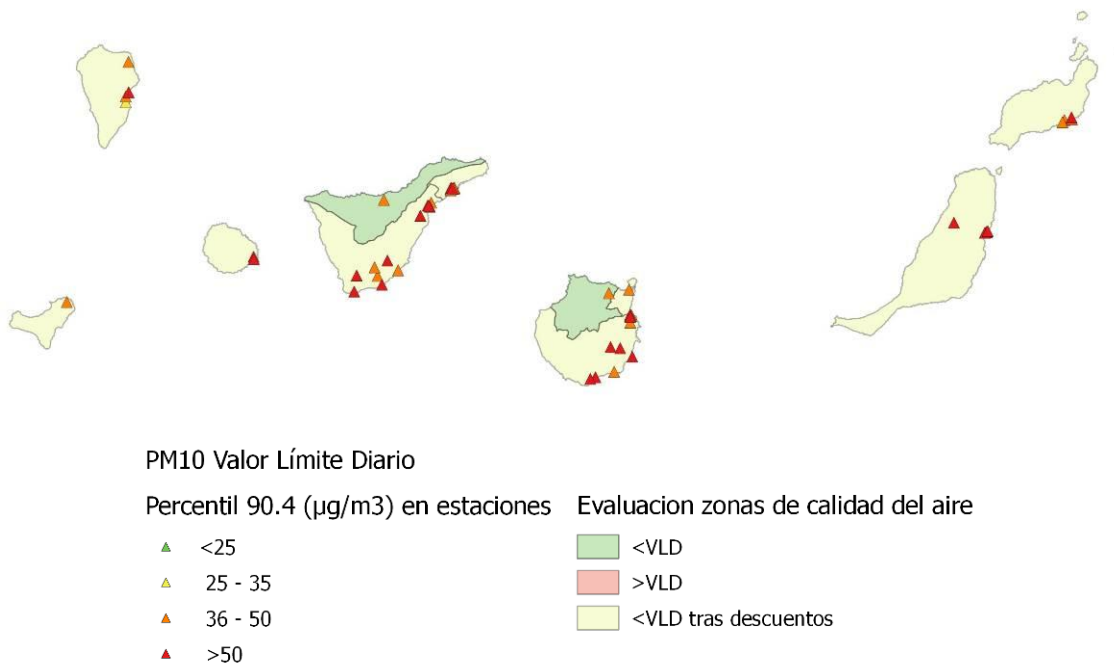 PM10 Valor Límite Diario
Percentil 90.4 (µg/m3) en estaciones
<25
25 - 35
36 - 50
>50
Evaluacion zonas de calidad del aire
<VLD
>VLD
<VLD tras descuentos